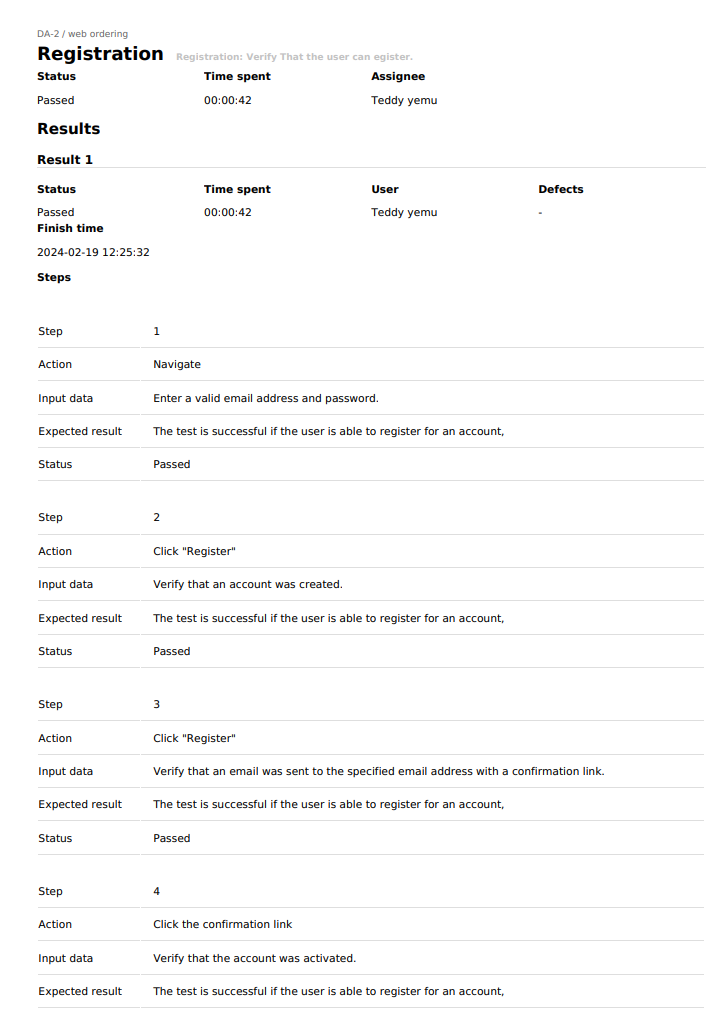 DA-2 / web ordering
Registration Registration: Verify That the user can egister.
Status Time spent Assignee
Passed 00:00:42 Teddy yemu
Results
Result 1
Status Time spent User Defects
Passed 00:00:42 Teddy yemu -
Finish time
2024-02-19 12:25:32
Steps
Step 1
Action Navigate
Input data Enter a valid email address and password.
Expected result The test is successful if the user is able to register for an account,
Status Passed
Step 2
Action Click "Register"
Input data Verify that an account was created.
Expected result The test is successful if the user is able to register for an account,
Status Passed
Step 3
Action Click "Register"
Input data Verify that an email was sent to the specified email address with a confirmation link.
Expected result The test is successful if the user is able to register for an account,
Status Passed
Step 4
Action Click the confirmation link
Input data Verify that the account was activated.
Expected result The test is successful if the user is able to register for an account,